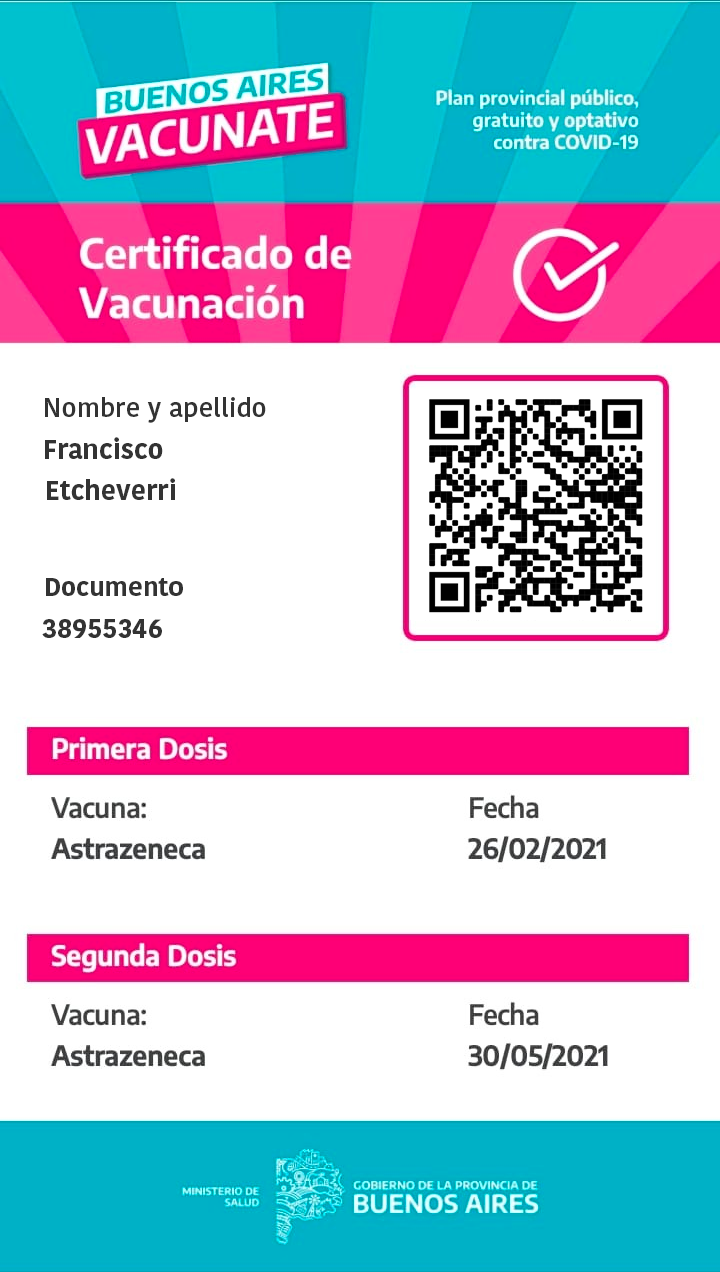 BUENOS AIRES
VACUNATE
Plan provincial público,
gratuito y optativo
contra COVID-19
Certificado de
Vacunación
Nombre y apellido
Francisco
Etcheverri
Documento
38955346
Primera Dosis
Vacuna:
Fecha
Astrazeneca
26/02/2021
Segunda Dosis
Vacuna:
Fecha
Astrazeneca
30/05/2021
MINISTERIO DE
SALUD
GOBIERNO DE LA PROVINCIA DE
BUENOS AIRES